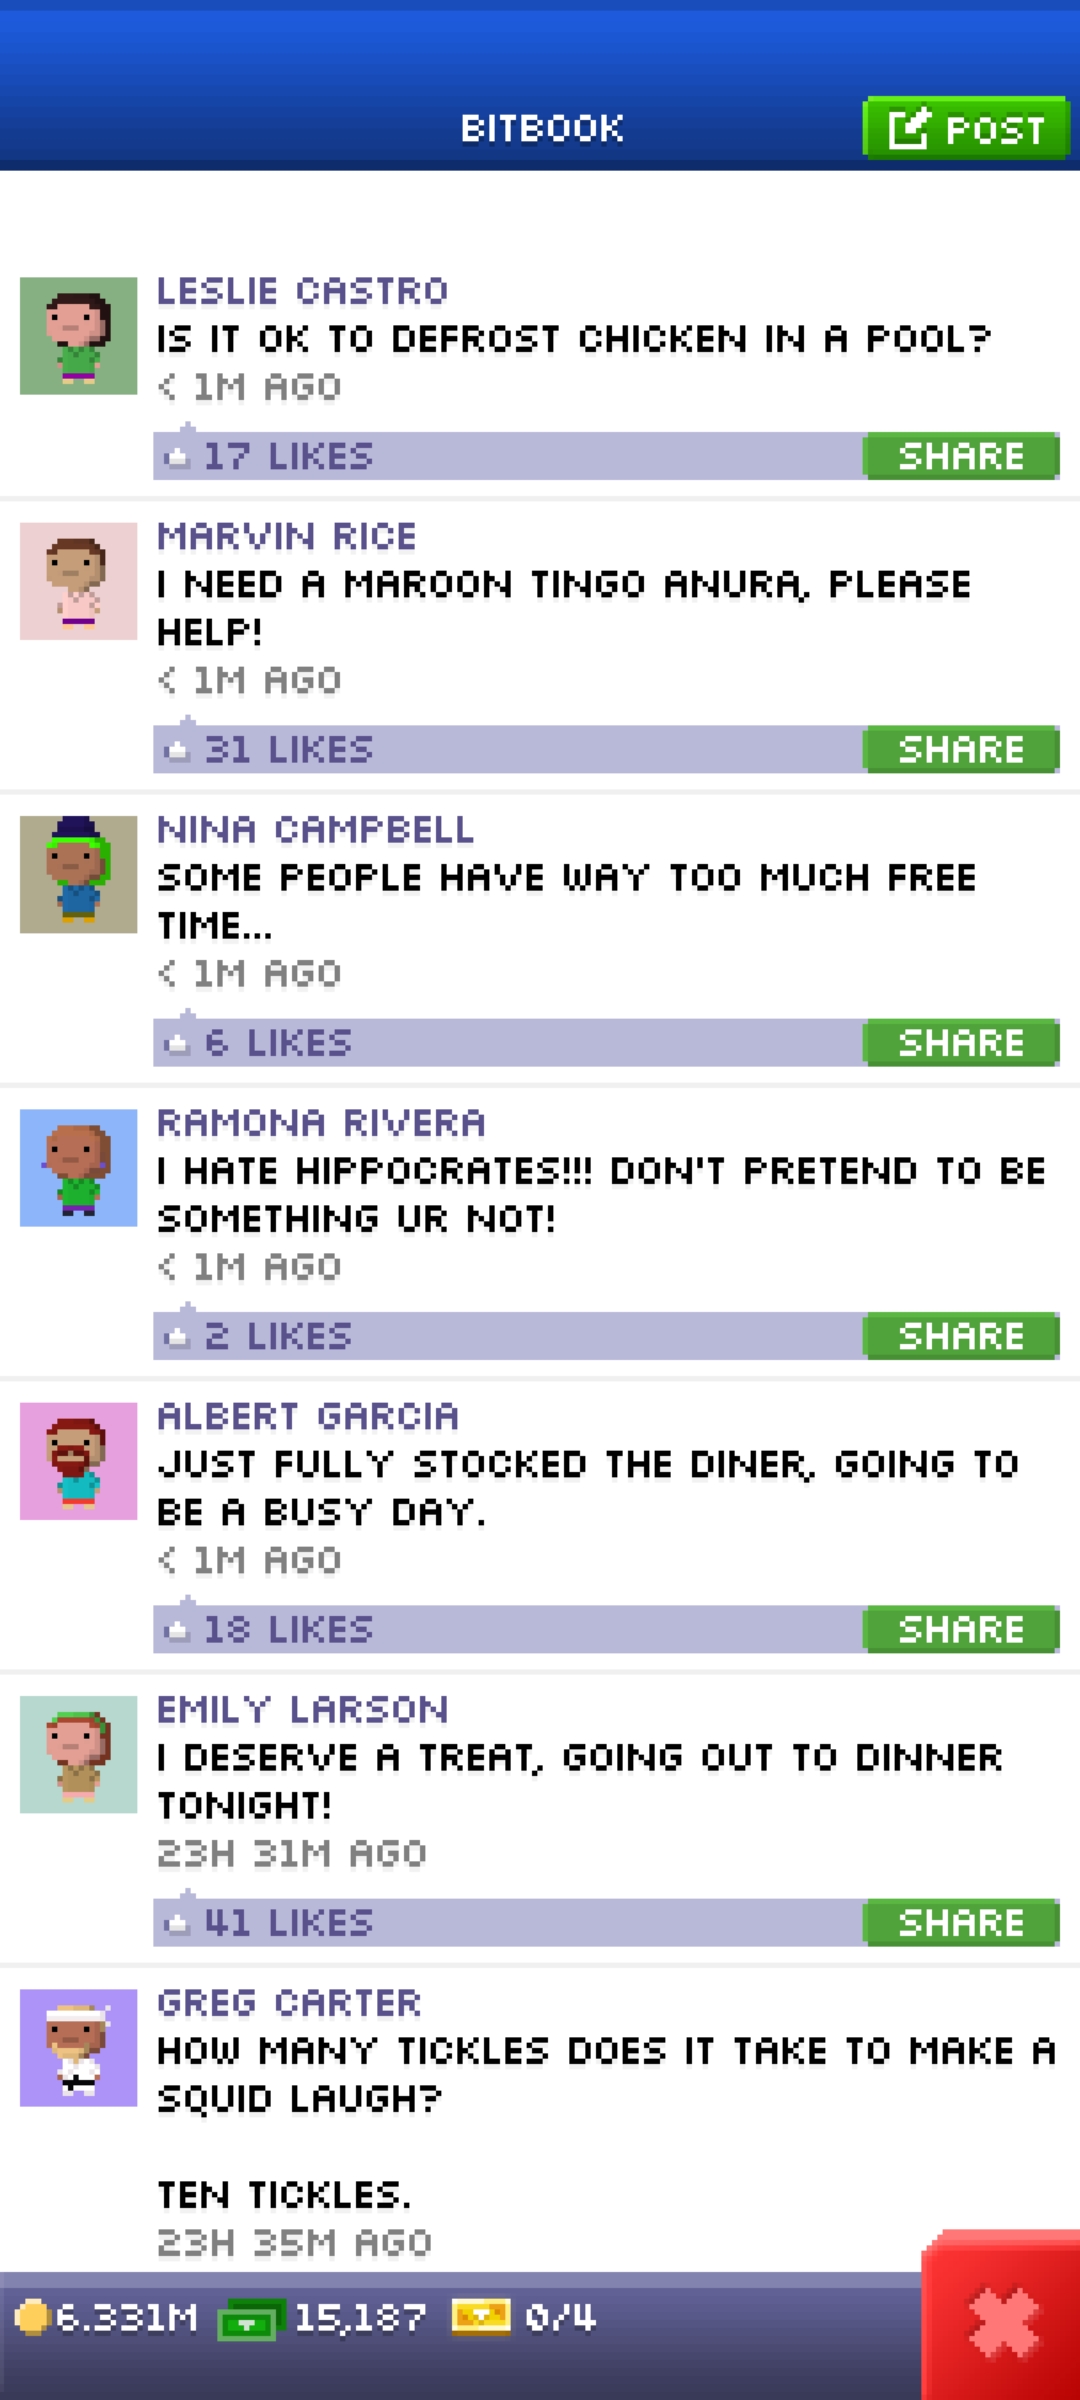 BITBOOK
POST
LESLIE CASTRO
IS IT OK TO DEFROST CHICKEN IN A POOL?
< 1M AGO
17 LIKES
SHARE
MARVIN RICE
I NEED A MAROON TINGO ANURA, PLEASE
HELP!
< 1M AGO
31 LIKES
SHARE
NINA CAMPBELL
SOME PEOPLE HAVE WAY TOO MUCH FREE
TIME...
< 1M AGO
6 LIKES
SHARE
RAMONA RIVERA
I HATE HIPPOCRATES!!! DON'T PRETEND TO BE
SOMETHING UR NOT!
< 1M AGO
2 LIKES
SHARE
ALBERT GARCIA
JUST FULLY STOCKED THE DINER, GOING TO
BE A BUSY DAY.
< 1M AGO
18 LIKES
SHARE
EMILY LARSON
I DESERVE A TREAT, GOING OUT TO DINNER
TONIGHT!
23H 31M AGO
41 LIKES
SHARE
GREG CARTER
HOW MANY TICKLES DOES IT TAKE TO MAKE A
SQUID LAUGH?
TEN TICKLES.
23H 35M AGO
6.331M 15,187 0/4